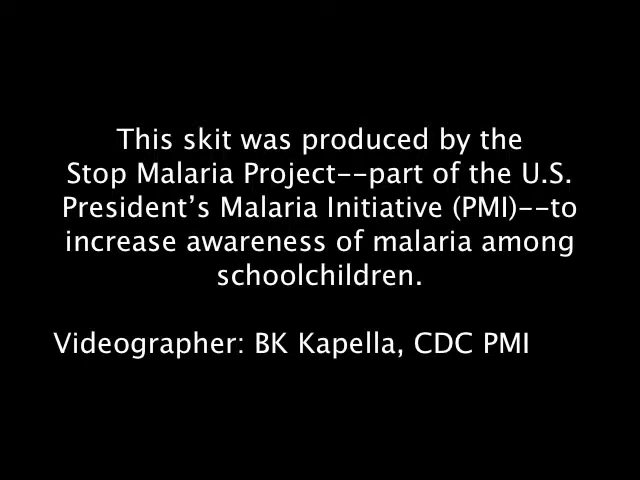 This skit was produced by the
Stop Malaria Project--part of the U.S.
President’s Malaria Initiative (PMI)--to
increase awareness of malaria among
schoolchildren.
Videographer: BK Kapella, CDC PMI